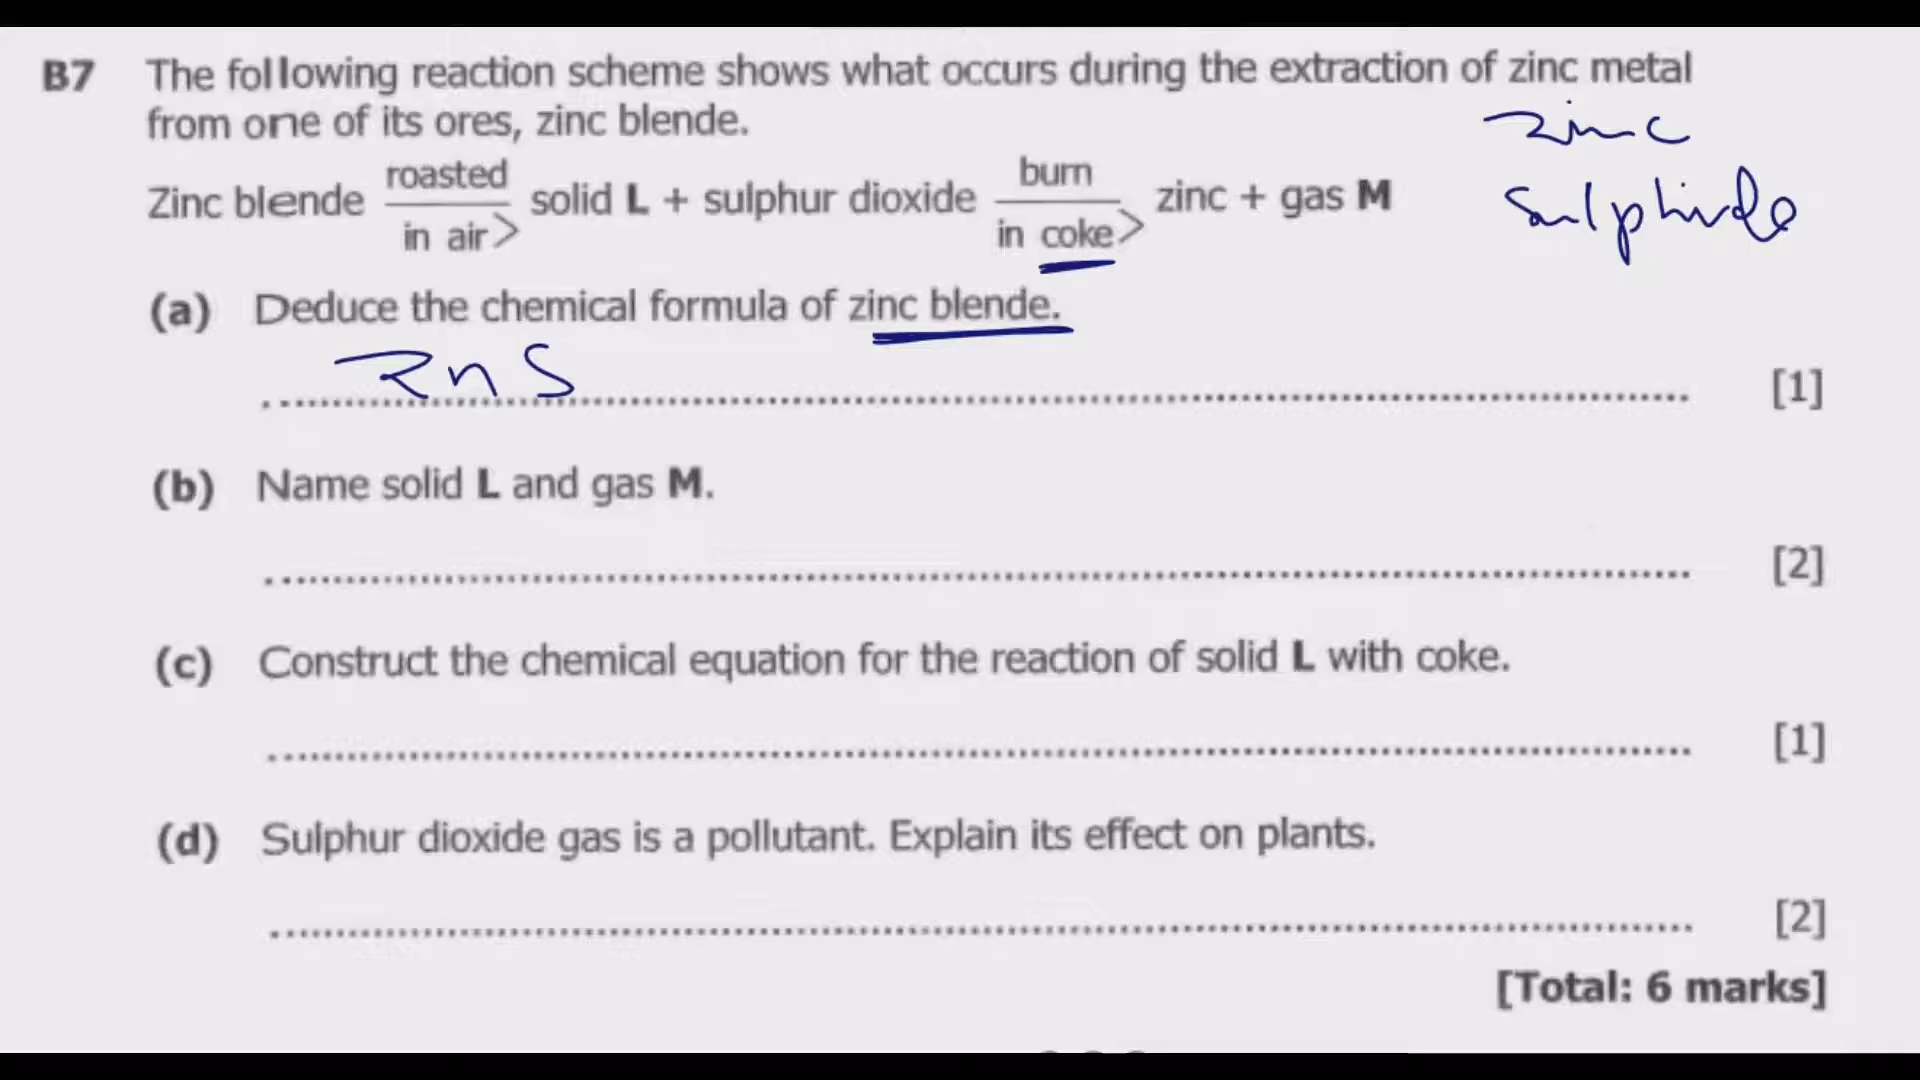 B7 The following reaction scheme shows what occurs during the extraction of zinc metal
from one of its ores, zinc blende.
zinc
sulphide
Zinc blende roasted in air> solid L + sulphur dioxide burn in coke> zinc + gas M
(a) Deduce the chemical formula of zinc blende.
ZnS
[1]
(b) Name solid L and gas M.
[2]
(c) Construct the chemical equation for the reaction of solid L with coke.
[1]
(d) Sulphur dioxide gas is a pollutant. Explain its effect on plants.
[2]
[Total: 6 marks]